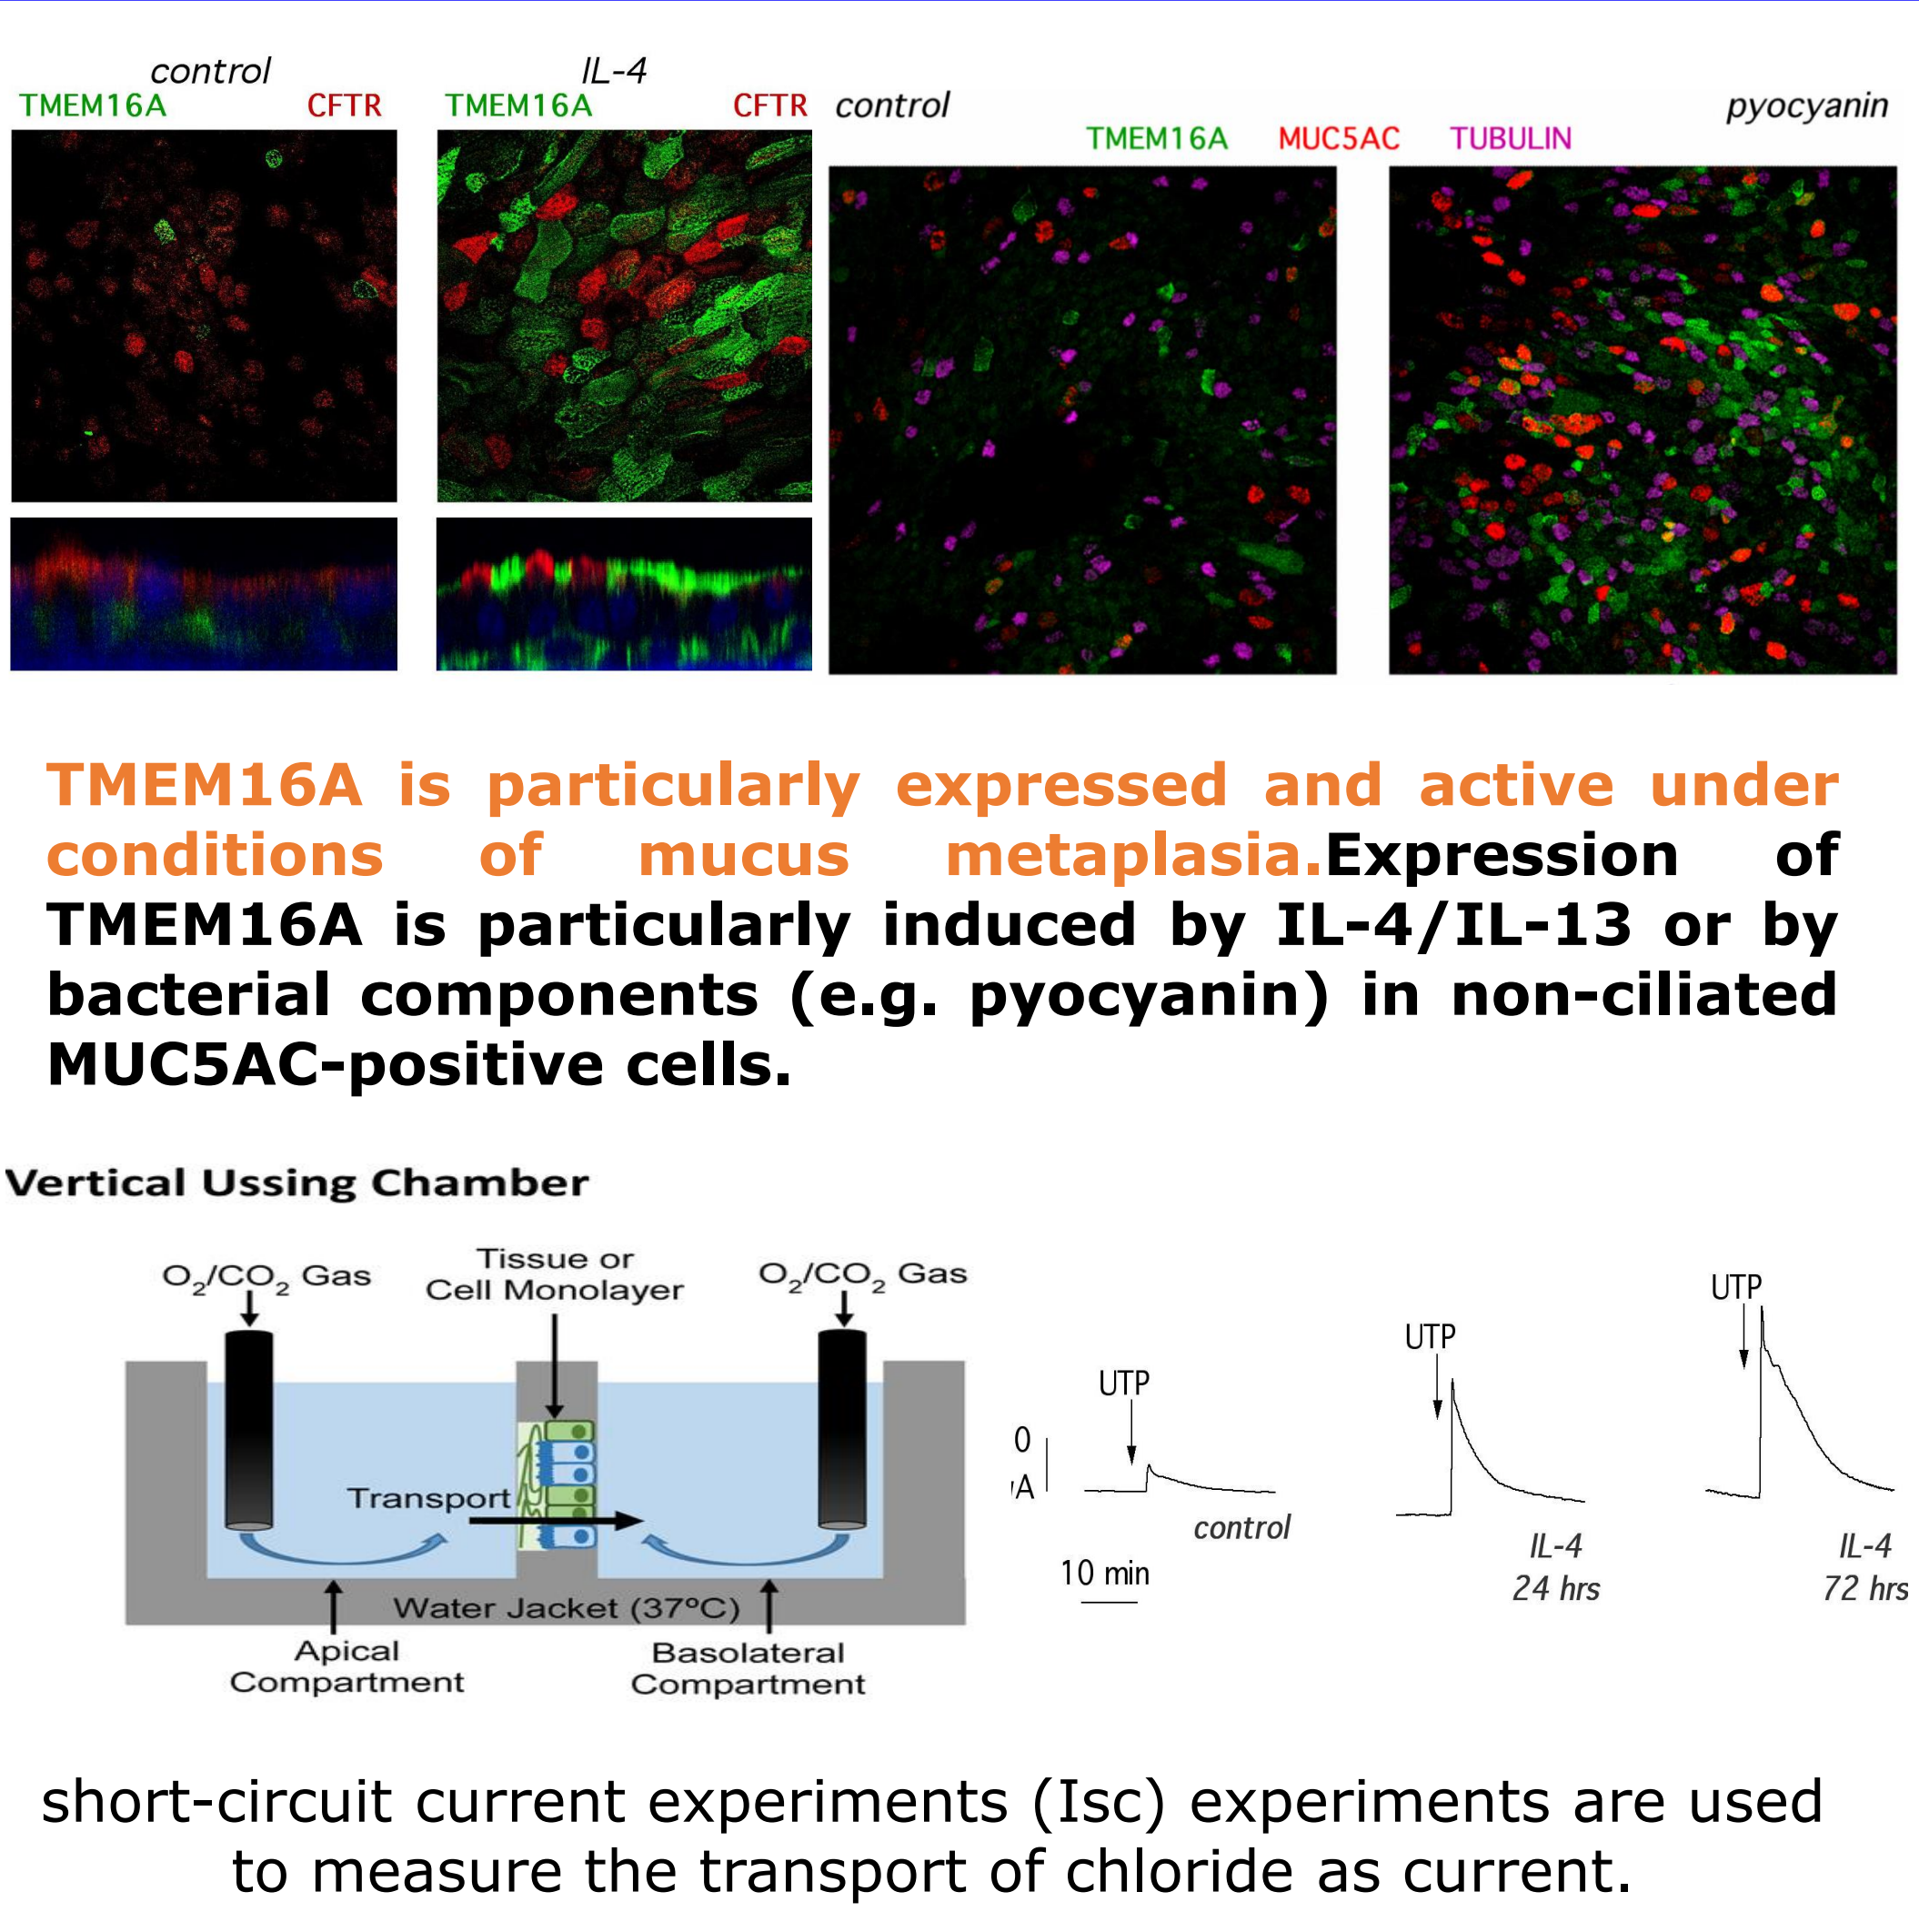 control
IL-4
TMEM16A CFTR
TMEM16A CFTR
control
pyocyanin
TMEM16A MUC5AC TUBULIN
TMEM16A is particularly expressed and active under
conditions of mucus metaplasia.Expression of
TMEM16A is particularly induced by IL-4/IL-13 or by
bacterial components (e.g. pyocyanin) in non-ciliated
MUC5AC-positive cells.
Vertical Ussing Chamber
O₂/CO₂ Gas
Tissue or
Cell Monolayer
O₂/CO₂ Gas
Transport
Water Jacket (37ºC)
Apical
Compartment
Basolateral
Compartment
UTP
0
A
control
10 min
UTP
IL-4
24 hrs
UTP
IL-4
72 hrs
short-circuit current experiments (Isc) experiments are used
to measure the transport of chloride as current.